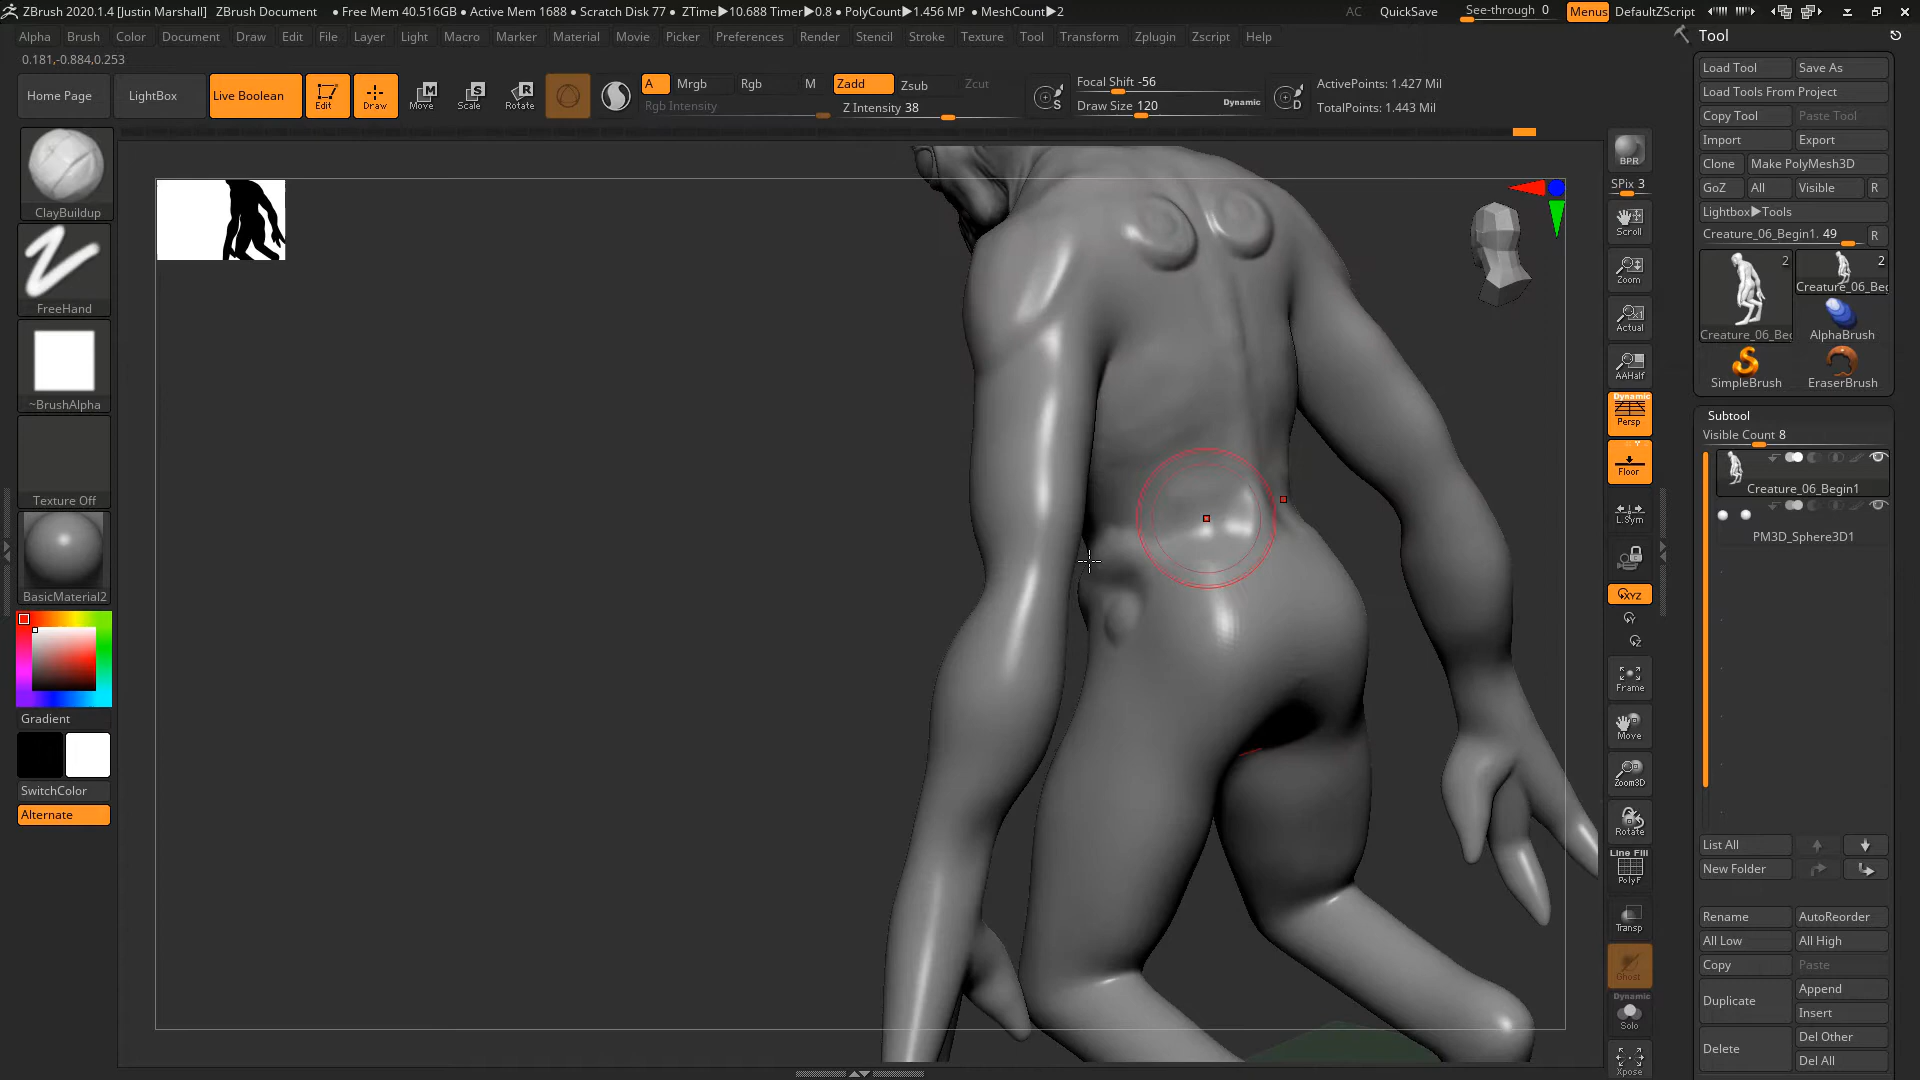 ZBrush 2020.1.4 [Justin Marshall] ZBrush Document ● Free Mem 40.516GB ● Active Mem 1688 ● Scratch Disk 77 ● ZTime▶10.688 Timer▶0.8 ● PolyCount▶1.456 MP ● MeshCount▶2 AC QuickSave See-through 0 Menus DefaultZScript
Alpha Brush Color Document Draw Edit File Layer Light Macro Marker Material Movie Picker Preferences Render Stencil Stroke Texture Tool Transform Zplugin Zscript Help
0.181,-0.884,0.253
Home Page LightBox Live Boolean Edit Draw Move Scale Rotate
A Mrgb Rgb M Zadd Zsub Zcut
Rgb Intensity Z Intensity 38
Focal Shift -56
Draw Size 120 Dynamic
ActivePoints: 1.427 Mil
TotalPoints: 1.443 Mil
ClayBuildup
FreeHand
~BrushAlpha
Texture Off
BasicMaterial2
Gradient
SwitchColor
Alternate
BPR
SPix 3
Scroll
Zoom
Actual
AAHalf
Dynamic
Persp
Floor
L.Sym
XYZ
Frame
Move
Zoom3D
Rotate
Line Fill
PolyF
Transp
Ghost
Dynamic
Solo
Xpose
Tool
Load Tool Save As
Load Tools From Project
Copy Tool Paste Tool
Import Export
Clone Make PolyMesh3D
GoZ All Visible R
Lightbox▶Tools
Creature_06_Begin1. 49 R
2 2
Creature_06_Beg
Creature_06_Beg AlphaBrush
SimpleBrush EraserBrush
Subtool
Visible Count 8
Creature_06_Begin1
PM3D_Sphere3D1
List All
New Folder
Rename AutoReorder
All Low All High
Copy Paste
Duplicate Append
Insert
Delete Del Other
Del All